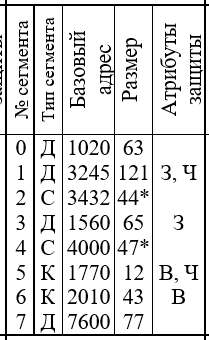 защиты
№ сегмента
Тип сегмента
Базовый адрес
Размер
Атрибуты защиты
0 Д 1020 63
1 Д 3245 121 З, Ч
2 С 3432 44*
3 Д 1560 65 З
4 С 4000 47*
5 К 1770 12 В, Ч
6 К 2010 43 В
7 Д 7600 77